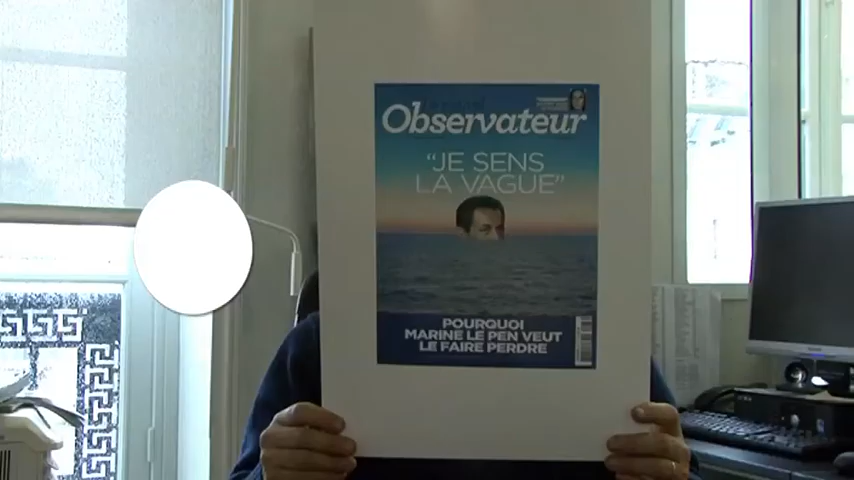 Observateur
"JE SENS
LA VAGUE"
POURQUOI
MARINE LE PEN VEUT
LE FAIRE PERDRE